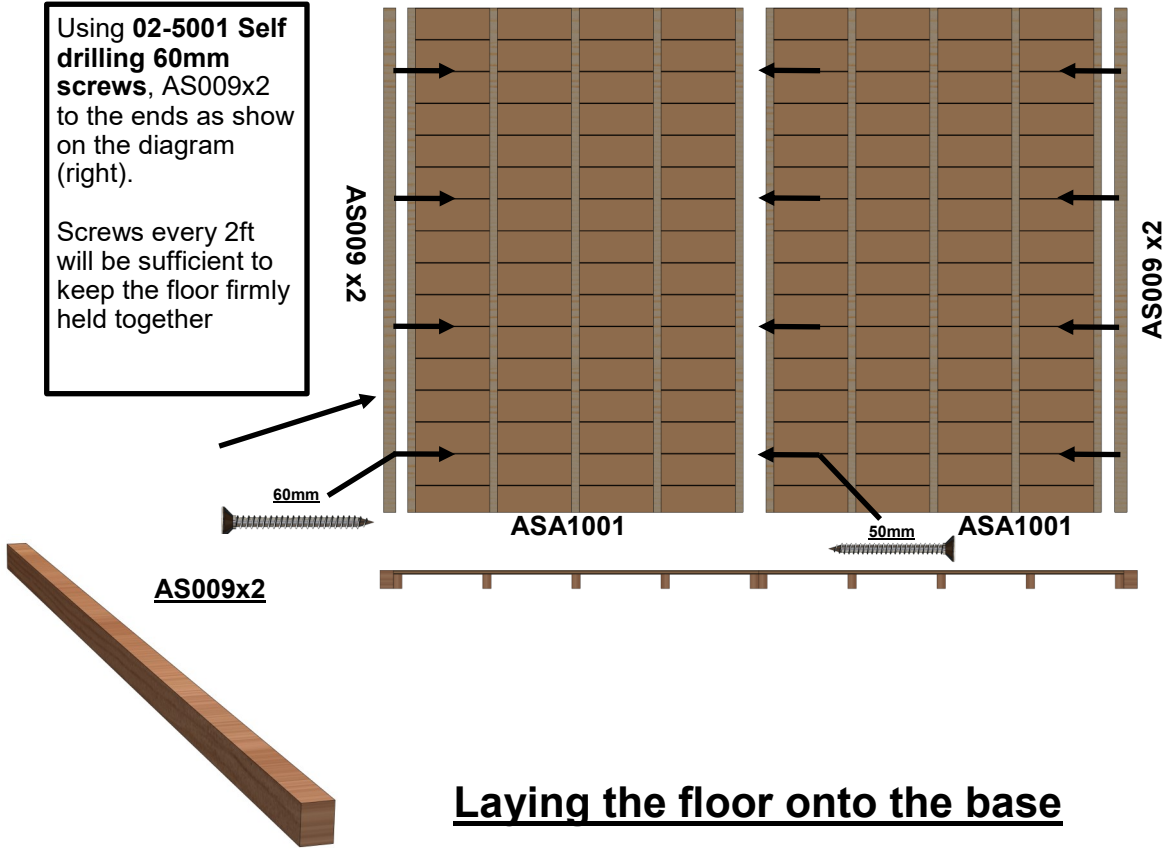 Using 02-5001 Self
drilling 60mm
screws, AS009x2
to the ends as show
on the diagram
(right).
Screws every 2ft
will be sufficient to
keep the floor firmly
held together
AS009 x2
AS009 x2
60mm
ASA1001
50mm
ASA1001
AS009x2
Laying the floor onto the base